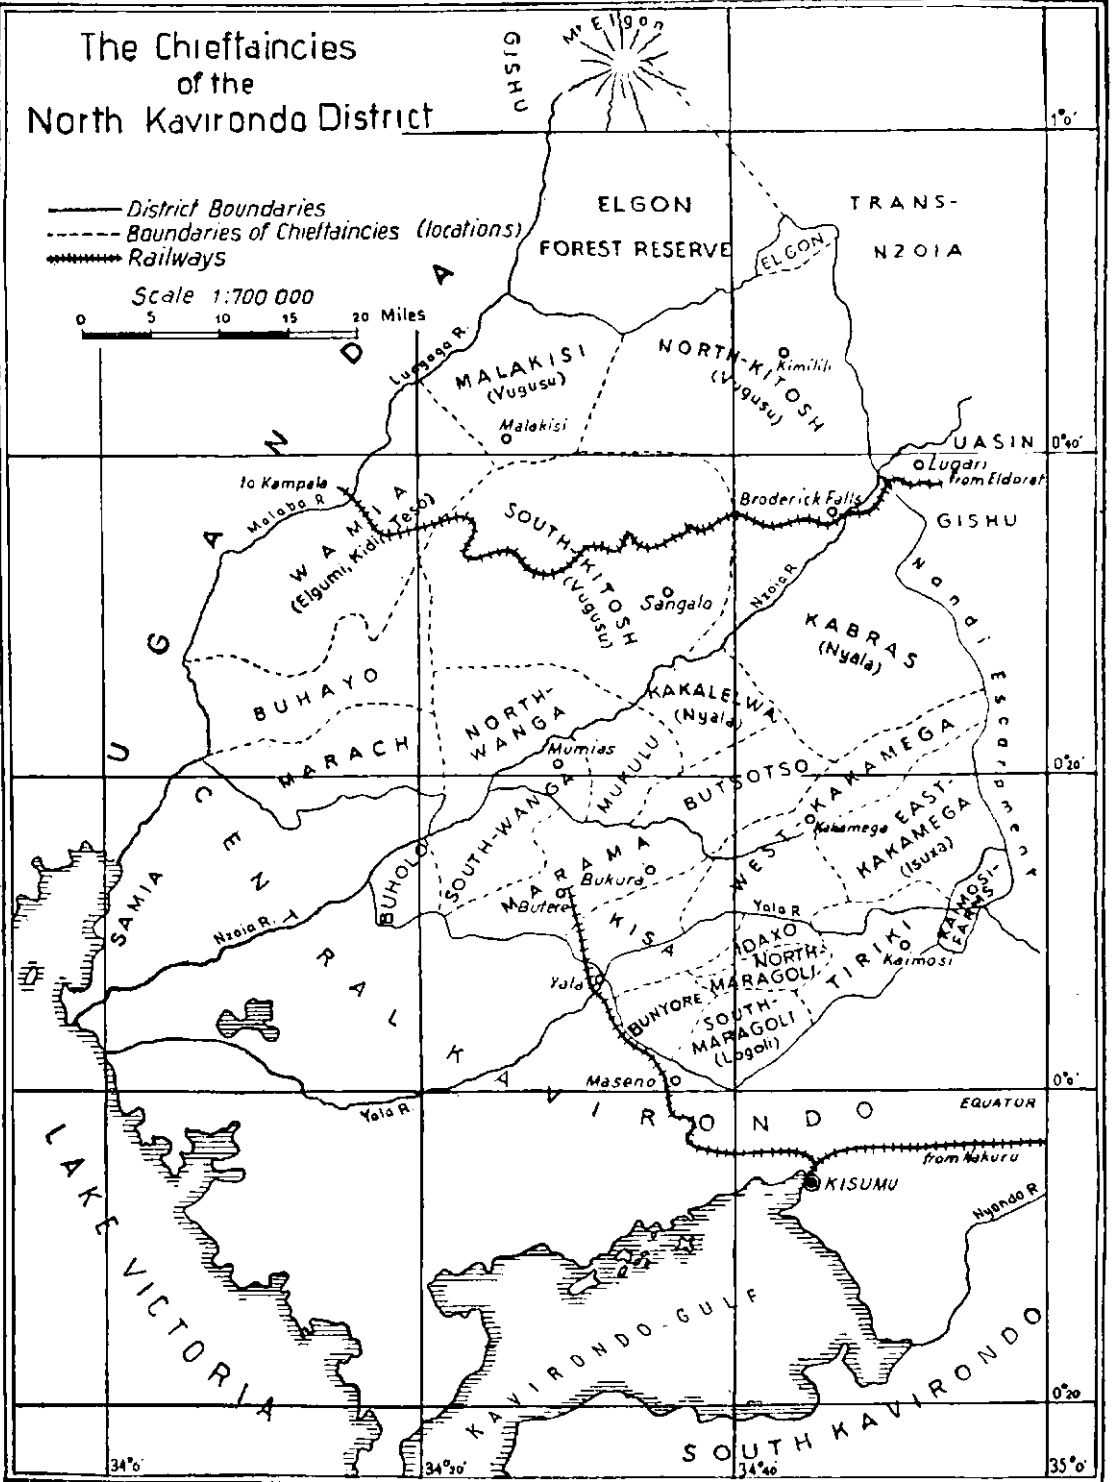 The Chieftaincies
of the
North Kavirondo District
District Boundaries
Boundaries of Chieftaincies (locations)
Railways
Scale 1:700 000
0 5 10 15 20 Miles
GISHU
Mt Elgon
1°0'
ELGON
FOREST RESERVE
TRANS-
NZOIA
ELGON
UGANDA
MALAKISI
(Vugusu)
Malakisi
NORTH-KITOSH
(Vugusu)
Kimilili
UASIN
0°40'
Lugari
from Eldorat
GISHU
to Kampala
Malaba R.
WAMIA
(Elgumi, Kidi, Teso)
SOUTH-KITOSH
(Vugusu)
Broderick Falls
Sangalo
Nzoia R.
Nandi Escarpment
KABRAS
(Nyala)
BUHAYO
MARACH
NORTH-
WANGA
KAKALELWA
(Nyala)
Mumias
MUKULU
BUTSOTSO
0°20'
WEST-KAKAMEGA
Kakamega
EAST-
KAKAMEGA
(Isuxa)
SOUTH-WANGA
BUHOLO
MARAMA
Bukura
Butere
KISA
SAMIA
Nzoia R.
Yala R.
IDAXO
NORTH-
MARAGOLI
TIRIKI
Kaimosi
KAIMOSI-
FARMS
Yala
BUNYORE
SOUTH-
MARAGOLI
(Logoli)
CENTRAL KAVIRONDO
Maseno
0°0'
EQUATOR
Yala R.
from Nakuru
KISUMU
Nyando R.
LAKE VICTORIA
KAVIRONDO-GULF
SOUTH KAVIRONDO
0°20'
34°0'
34°20'
34°40'
35°0'